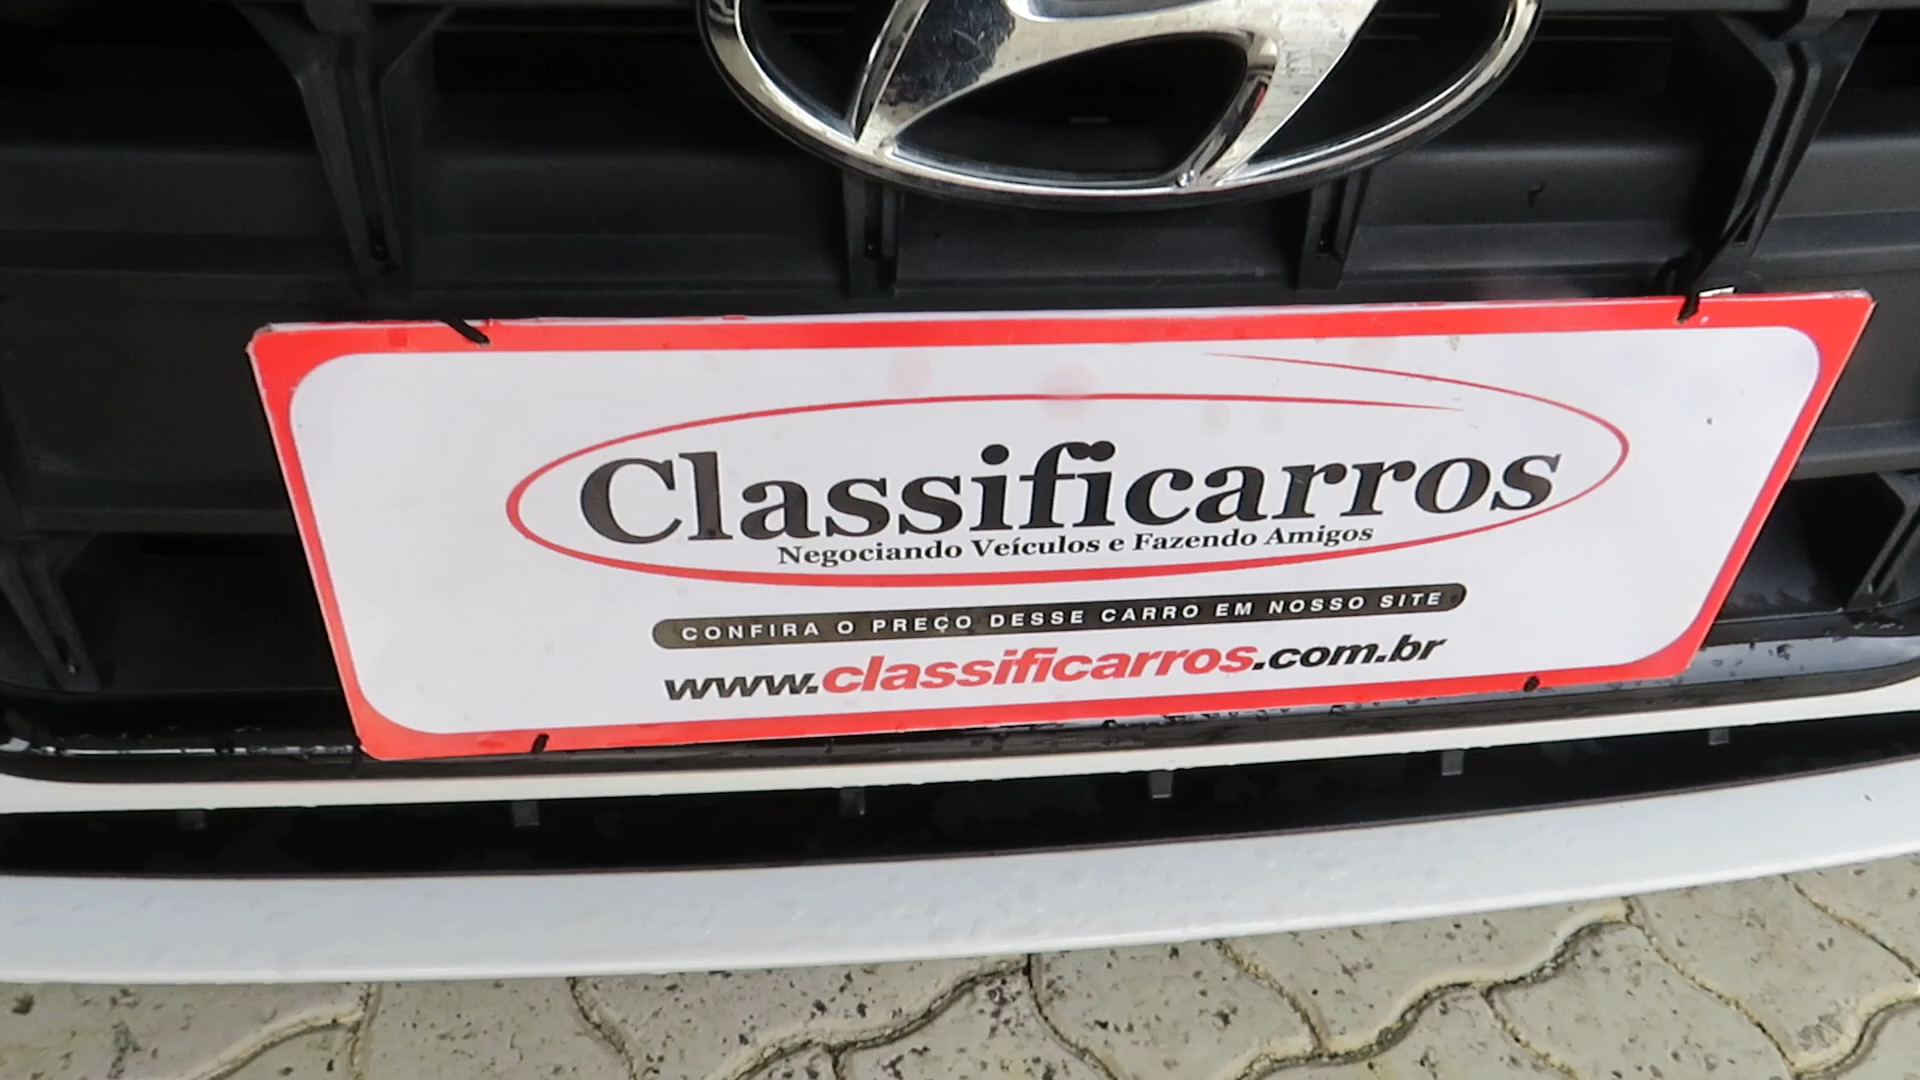 Classificarros
Negociando Veículos e Fazendo Amigos
CONFIRA O PREÇO DESSE CARRO EM NOSSO SITE
www.classificarros.com.br